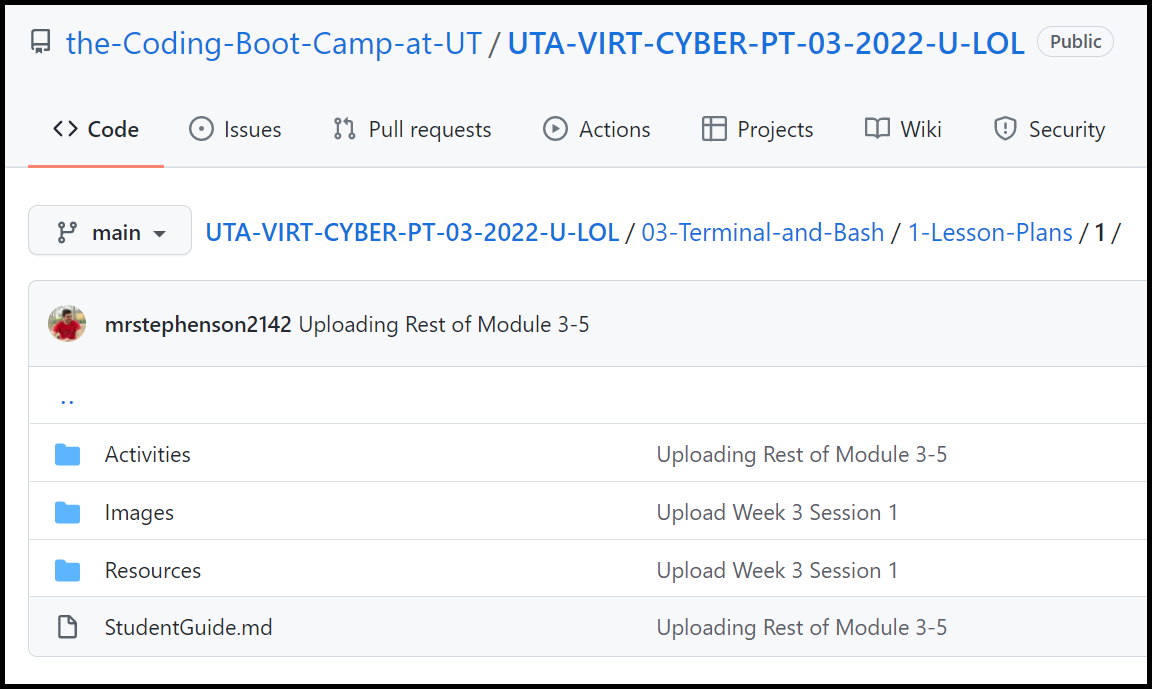 the-Coding-Boot-Camp-at-UT / UTA-VIRT-CYBER-PT-03-2022-U-LOL Public
Code Issues Pull requests Actions Projects Wiki Security
main UTA-VIRT-CYBER-PT-03-2022-U-LOL / 03-Terminal-and-Bash / 1-Lesson-Plans / 1 /
mrstephenson2142 Uploading Rest of Module 3-5
..
Activities Uploading Rest of Module 3-5
Images Upload Week 3 Session 1
Resources Upload Week 3 Session 1
StudentGuide.md Uploading Rest of Module 3-5